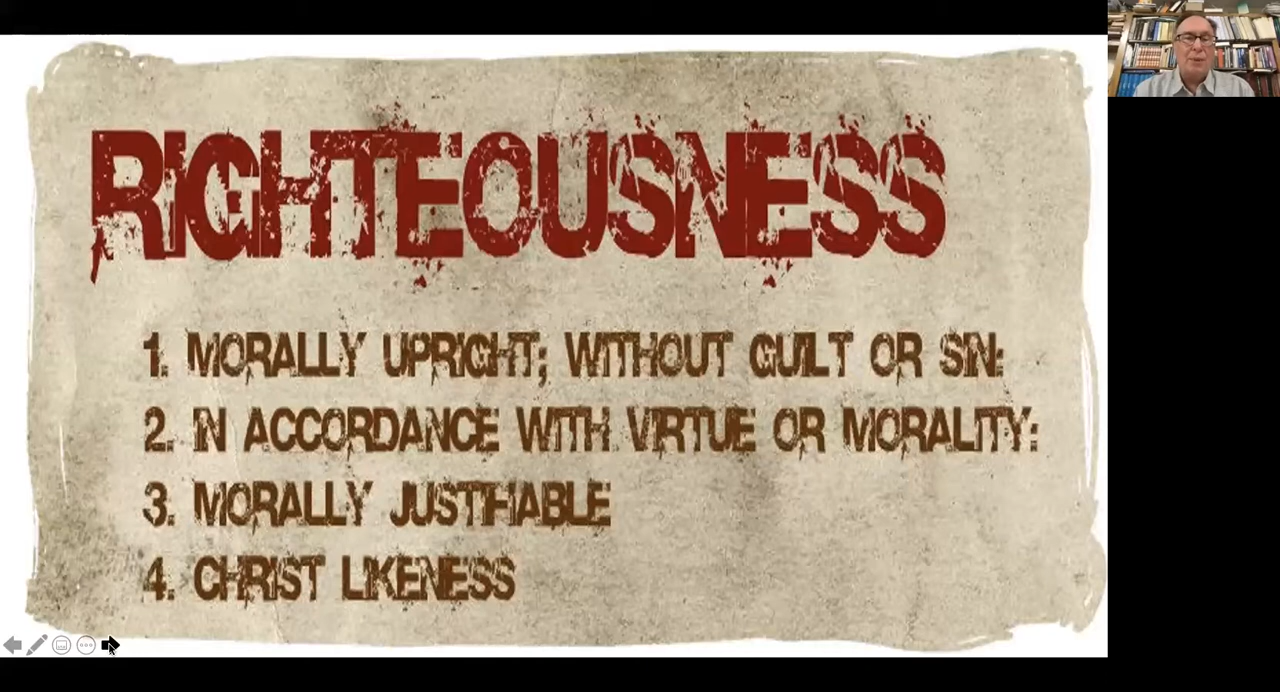 RIGHTEOUSNESS
1. MORALLY UPRIGHT; WITHOUT GUILT OR SIN:
2. IN ACCORDANCE WITH VIRTUE OR MORALITY:
3. MORALLY JUSTIFIABLE
4. CHRIST LIKENESS